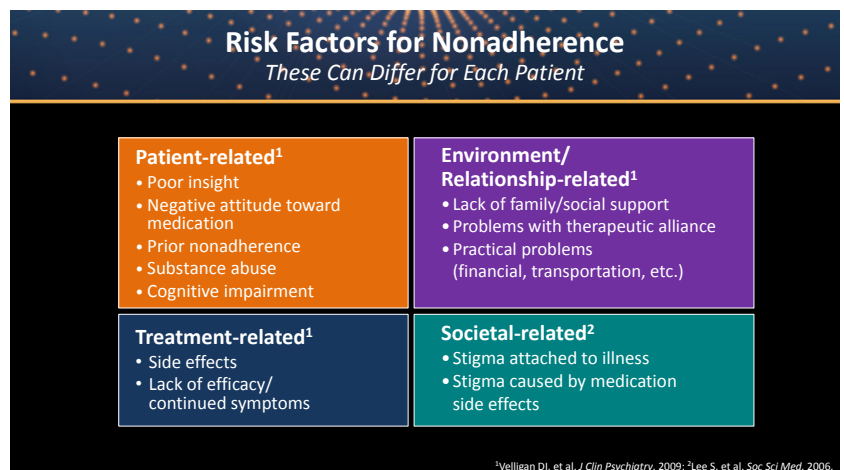 Risk Factors for Nonadherence
These Can Differ for Each Patient
Patient-related¹
• Poor insight
• Negative attitude toward
medication
• Prior nonadherence
• Substance abuse
• Cognitive impairment
Environment/
Relationship-related¹
• Lack of family/social support
• Problems with therapeutic alliance
• Practical problems
(financial, transportation, etc.)
Treatment-related¹
• Side effects
• Lack of efficacy/
continued symptoms
Societal-related²
• Stigma attached to illness
• Stigma caused by medication
side effects
¹Velligan DI, et al. J Clin Psychiatry. 2009; ²Lee S, et al. Soc Sci Med. 2006.